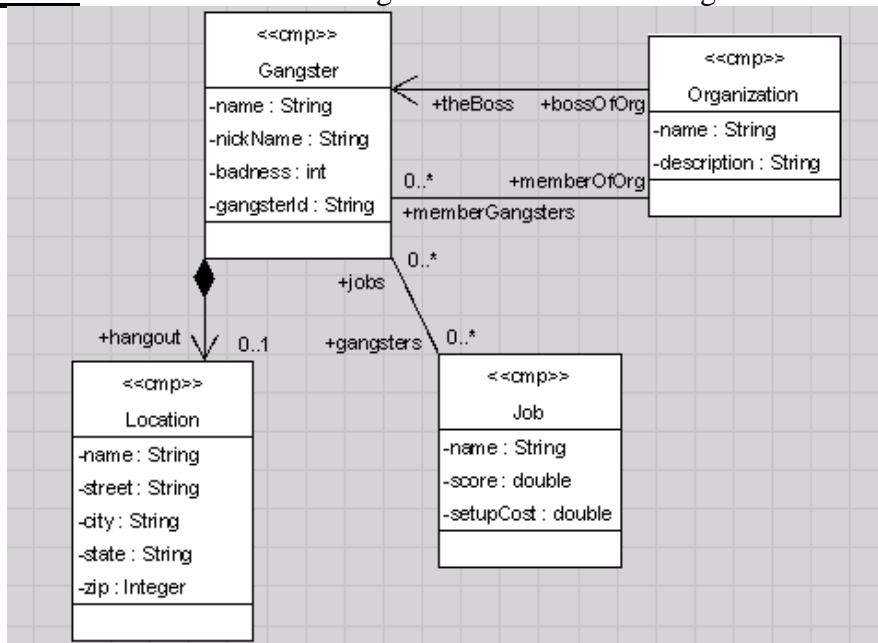 <<cmp>>
Gangster
-name : String
-nickName : String
-badness : int
-gangsterId : String
<<cmp>>
Organization
-name : String
-description : String
+theBoss +bossOfOrg
0..* +memberOfOrg
+memberGangsters
0..*
+jobs
+hangout 0..1
+gangsters 0..*
<<cmp>>
Location
-name : String
-street : String
-city : String
-state : String
-zip : Integer
<<cmp>>
Job
-name : String
-score : double
-setupCost : double